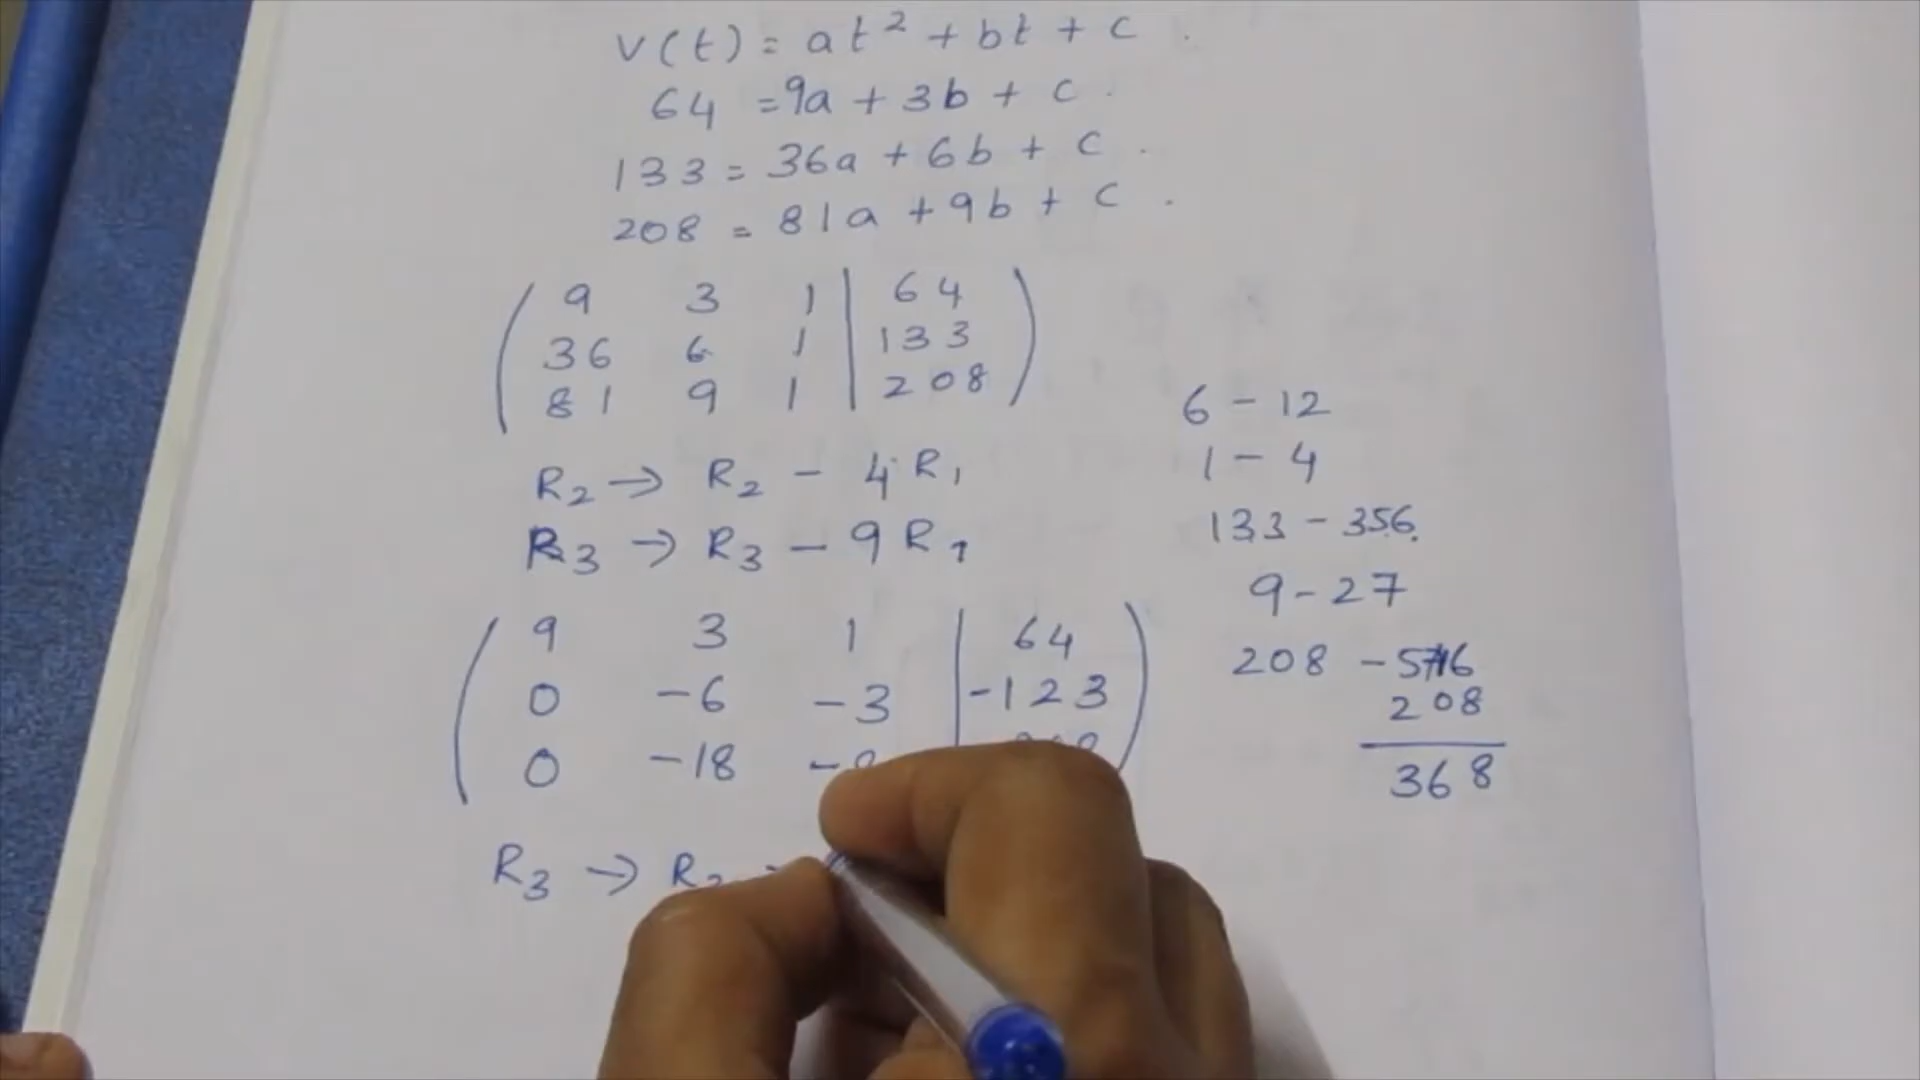 v(t) = at² + bt + c.
64 = 9a + 3b + c.
133 = 36a + 6b + c.
208 = 81a + 9b + c.
9 3 1 | 64
36 6 1 | 133
81 9 1 | 208
R₂ → R₂ - 4R₁
R₃ → R₃ - 9R₁
9 3 1 | 64
0 -6 -3 | -123
0 -18
R₃ →
6 - 12
1 - 4
133 - 356.
9 - 27
208 -
208
368